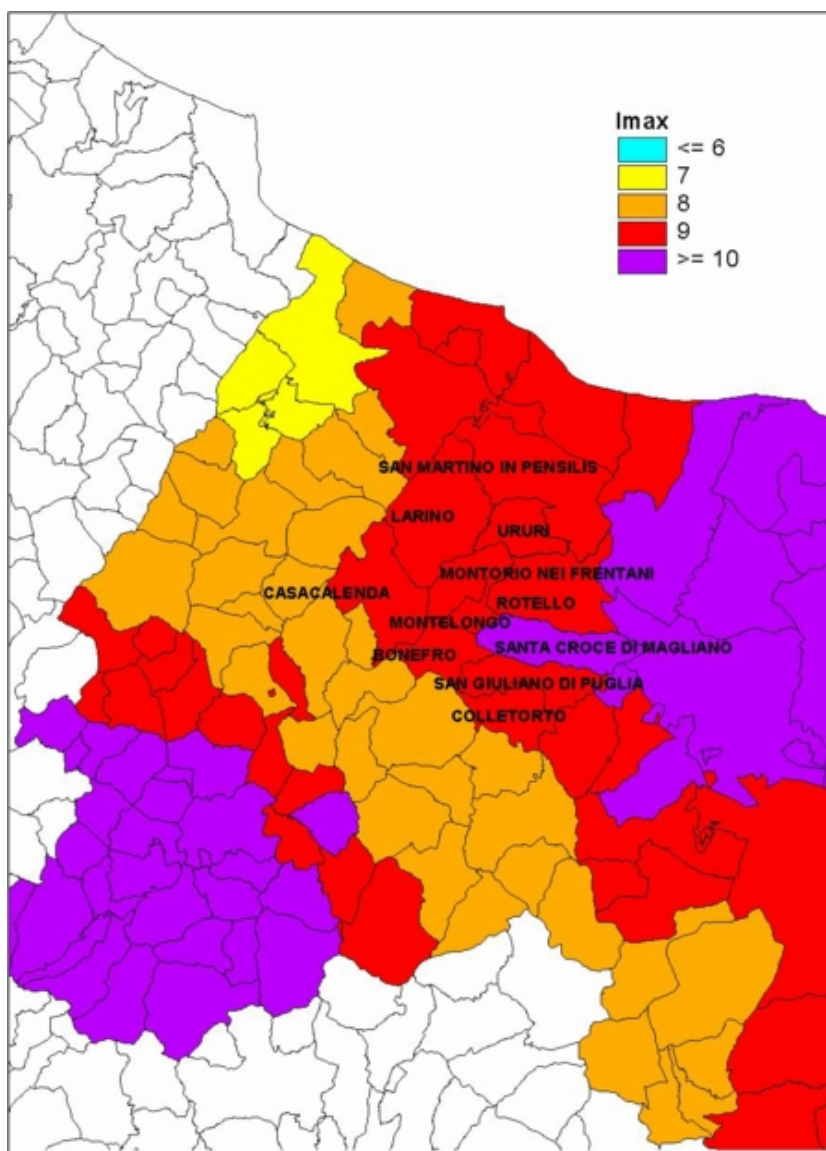 Imax
<= 6
7
8
9
>= 10
SAN MARTINO IN PENSILIS
LARINO
URURI
MONTORIO NEI FRENTANI
CASACALENDA
ROTELLO
MONTELONGO
SANTA CROCE DI MAGLIANO
BONEFRO
SAN GIULIANO DI PUGLIA
COLLETORTO